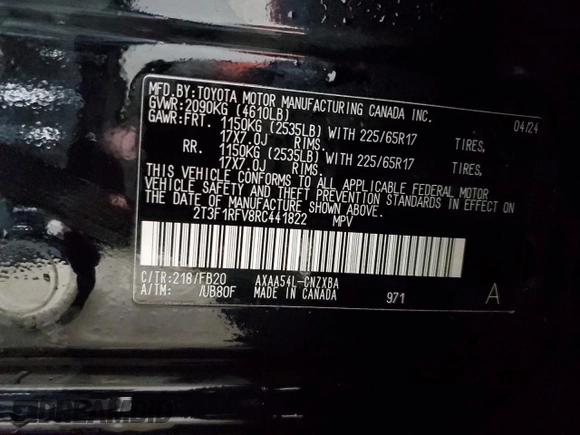 MFD.BY:TOYOTA MOTOR MANUFACTURING CANADA INC.
GVWR:2090KG (4610LB) 04/24
GAWR:FRT. 1150KG (2535LB) WITH 225/65R17 TIRES,
17X7.0J RIMS.
RR. 1150KG (2535LB) WITH 225/65R17 TIRES,
17X7.0J RIMS.
THIS VEHICLE CONFORMS TO ALL APPLICABLE FEDERAL MOTOR
VEHICLE SAFETY AND THEFT PREVENTION STANDARDS IN EFFECT ON
THE DATE OF MANUFACTURE SHOWN ABOVE.
2T3F1RFV8RC441822 MPV
C/TR:218/FB20 AXAA54L-CNZXBA
A/TM: /UB80F MADE IN CANADA 971 A